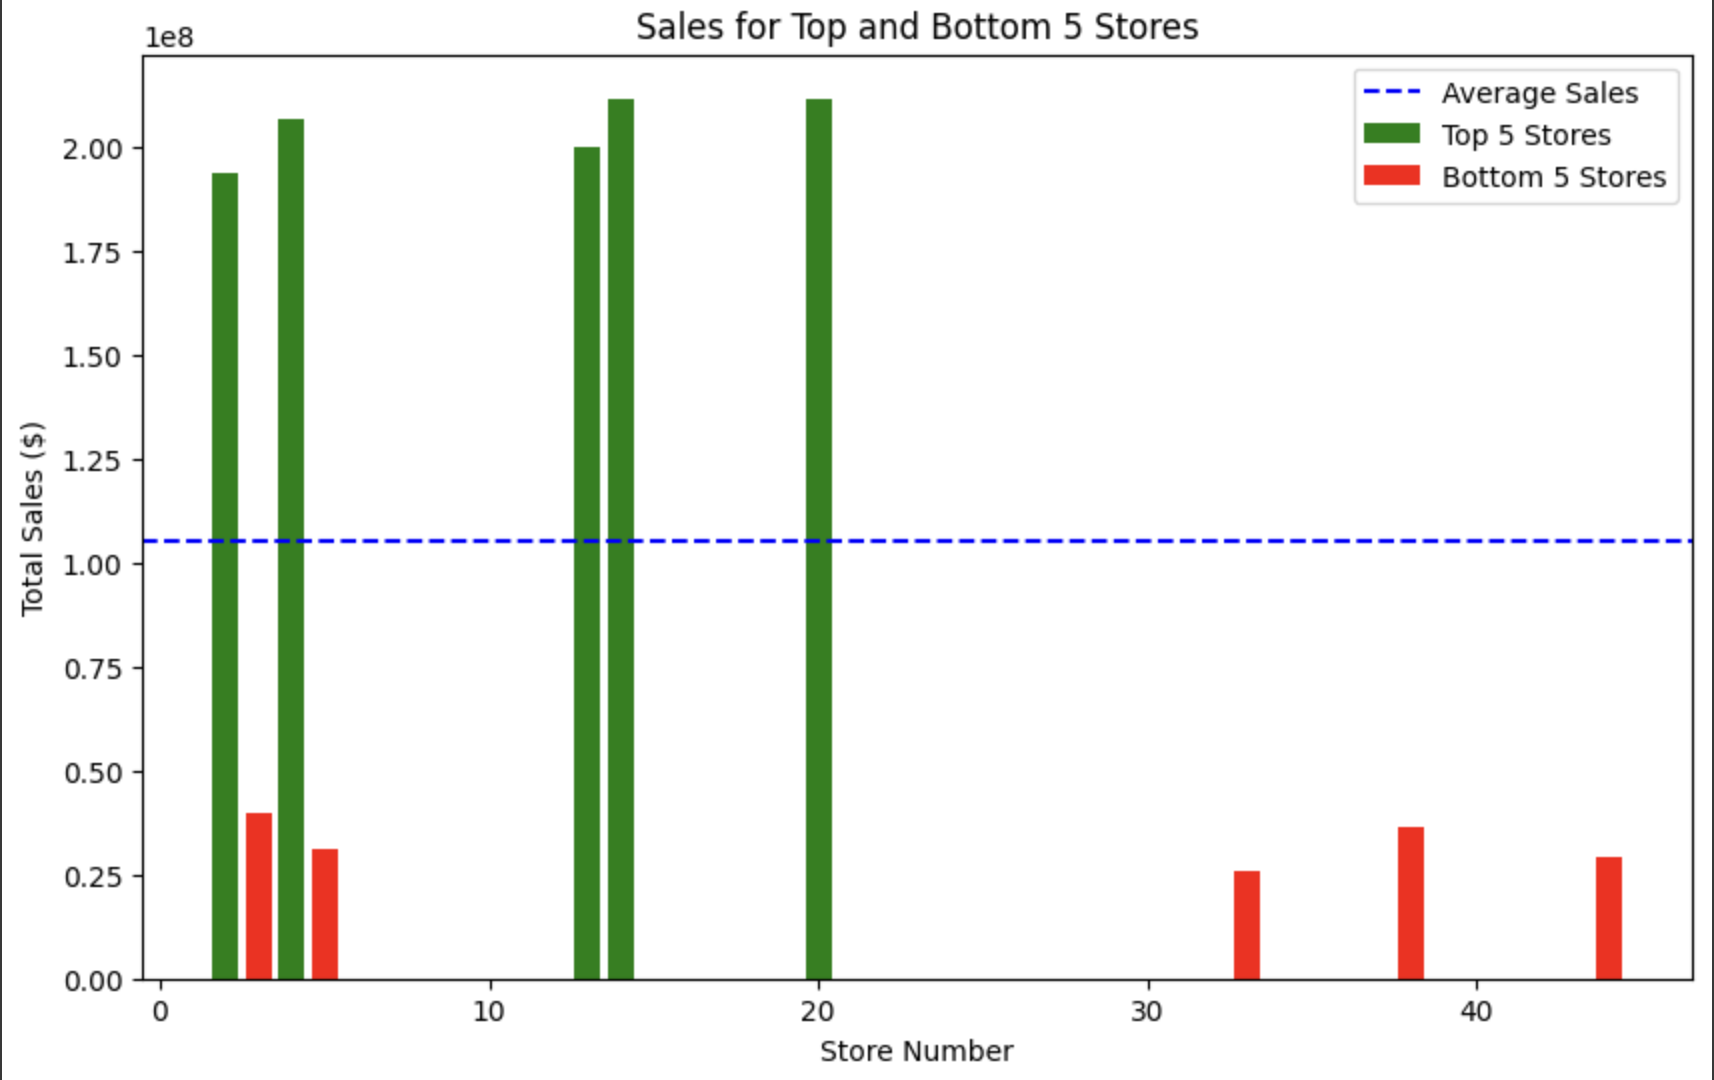 Sales for Top and Bottom 5 Stores
1e8
Average Sales
Top 5 Stores
Bottom 5 Stores
2.00
1.75
1.50
1.25
1.00
0.75
0.50
0.25
0.00
Total Sales ($)
0 10 20 30 40
Store Number